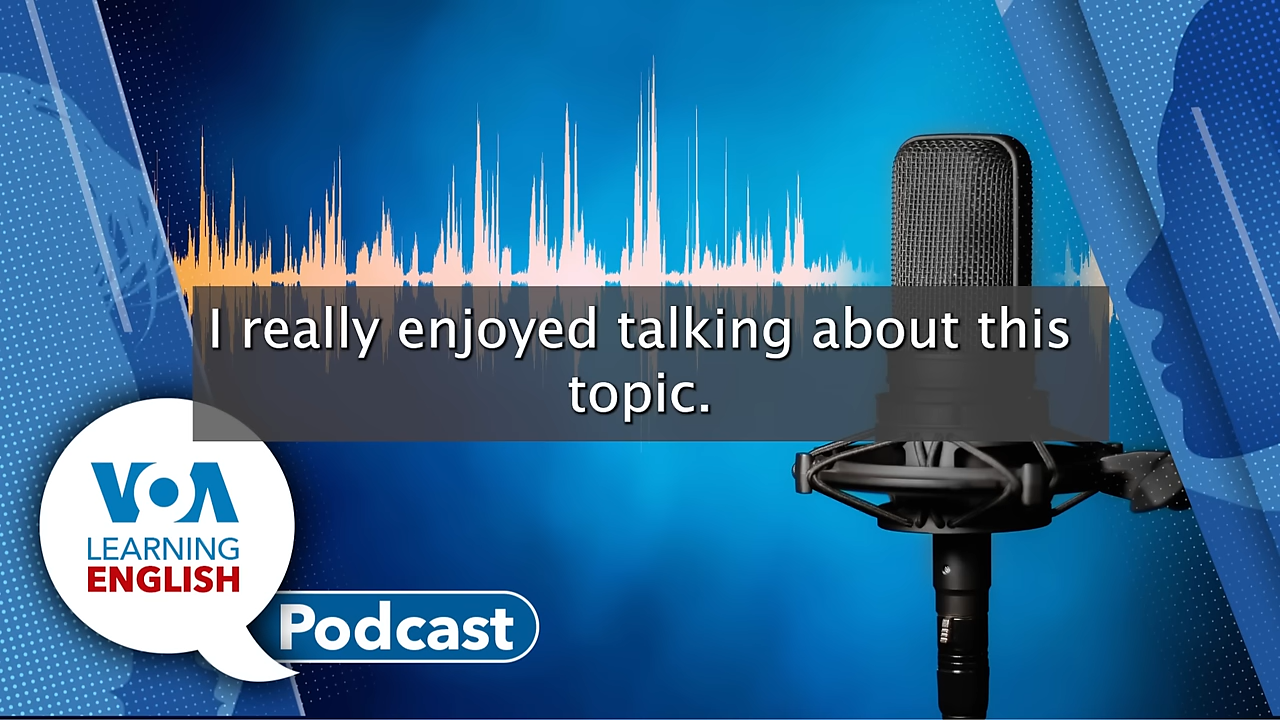 I really enjoyed talking about this
topic.
VOA
LEARNING
ENGLISH
Podcast